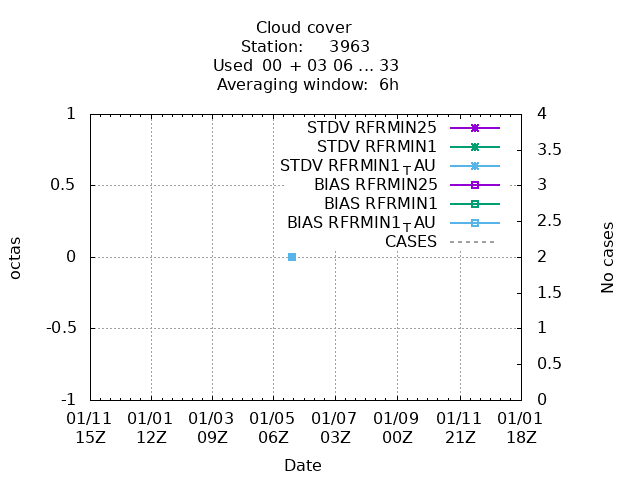 Cloud cover
Station: 3963
Used 00 + 03 06 ... 33
Averaging window: 6h
1
0.5
0
-0.5
-1
octas
4
3.5
3
2.5
2
1.5
1
0.5
0
No cases
STDV RFRMIN25
STDV RFRMIN1
STDV RFRMIN1TAU
BIAS RFRMIN25
BIAS RFRMIN1
BIAS RFRMIN1TAU
CASES
01/11 01/01 01/03 01/05 01/07 01/09 01/11 01/01
15Z 12Z 09Z 06Z 03Z 00Z 21Z 18Z
Date